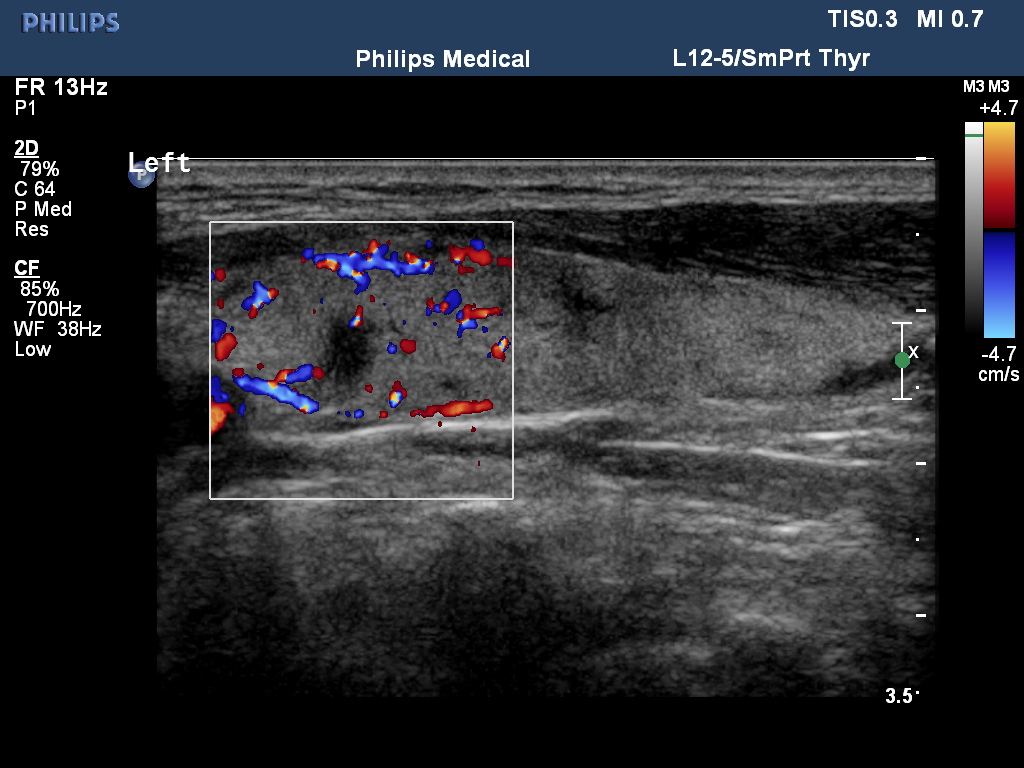 PHILIPS
TIS0.3 MI 0.7
Philips Medical
L12-5/SmPrt Thyr
FR 13Hz
P1
2D
79%
C 64
P Med
Res
CF
85%
700Hz
WF 38Hz
Low
Left
P
M3 M3
+4.7
-4.7
cm/s
x
3.5